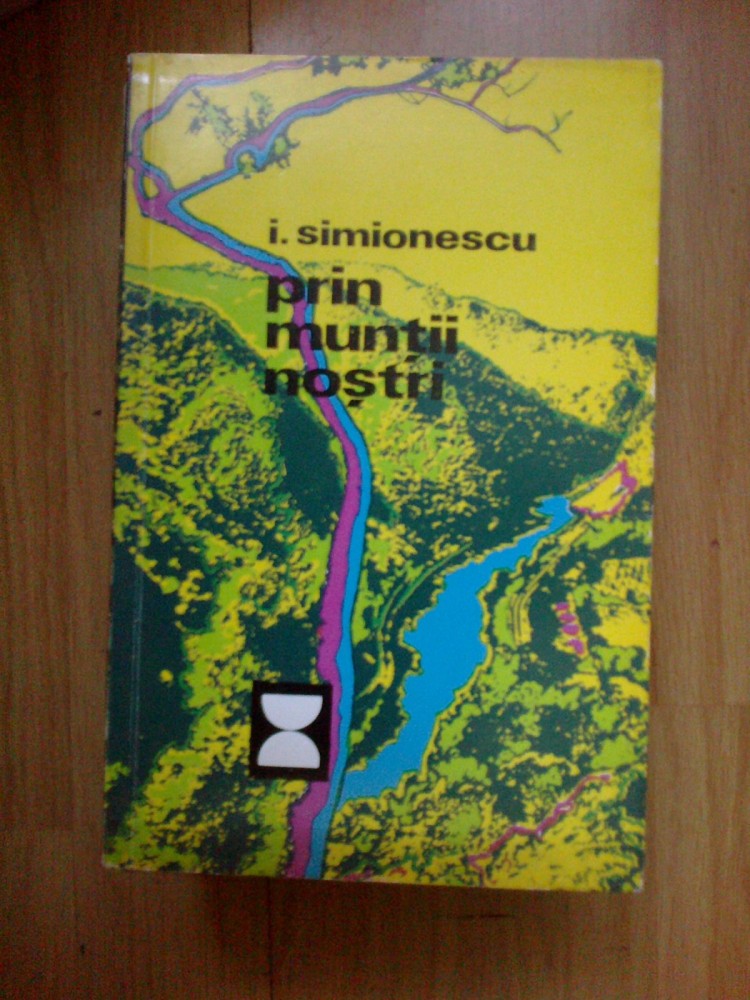 i. simionescu
prin
munții
noștri